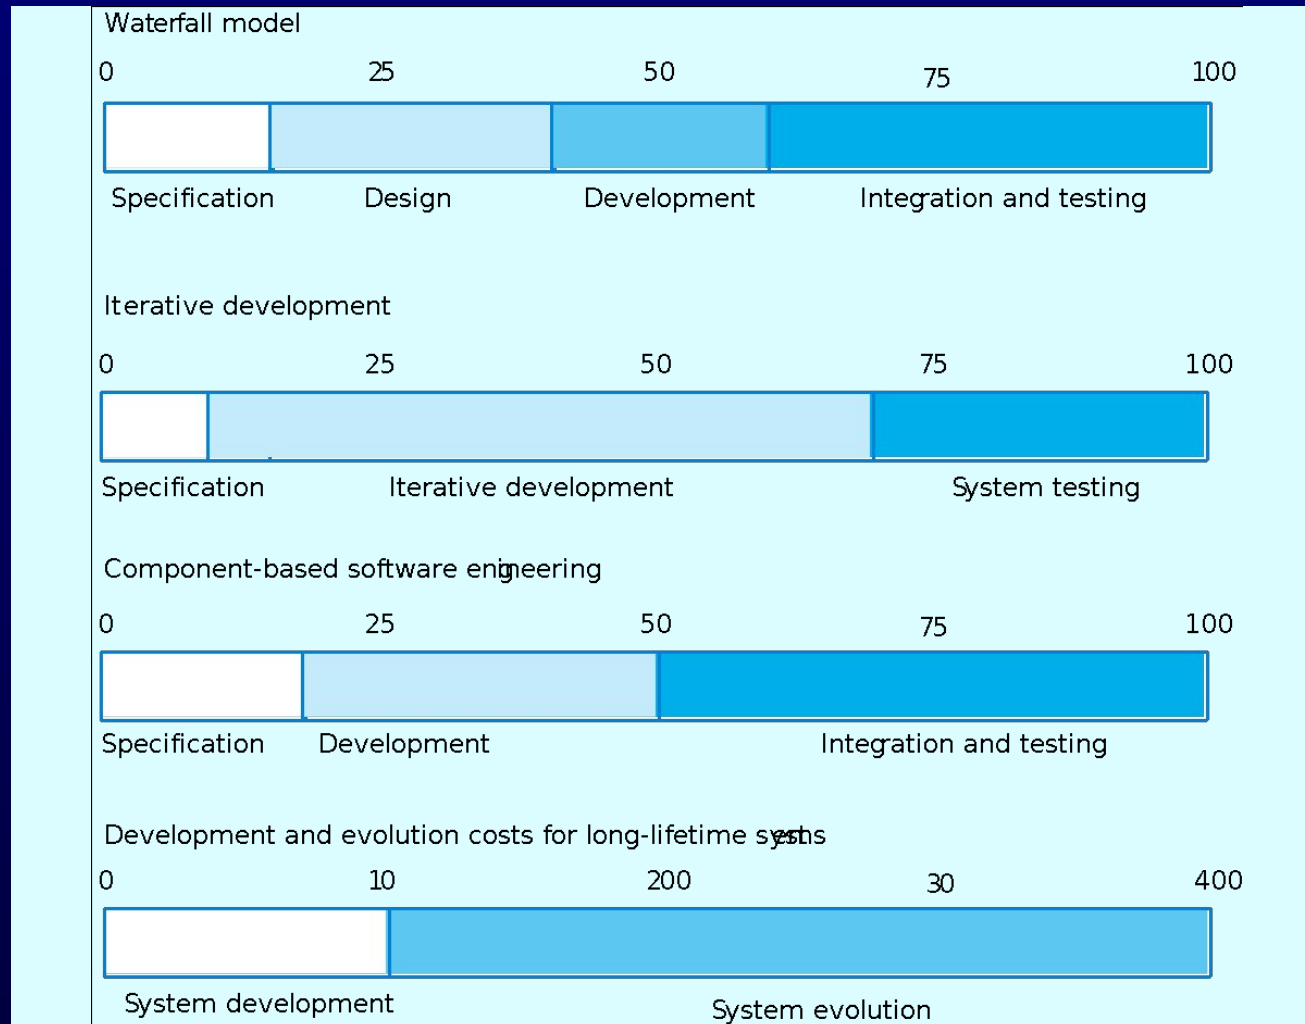 Waterfall model
0 25 50 75 100
Specification Design Development Integration and testing
Iterative development
0 25 50 75 100
Specification Iterative development System testing
Component-based software engineering
0 25 50 75 100
Specification Development Integration and testing
Development and evolution costs for long-lifetime systems
0 10 200 30 400
System development System evolution